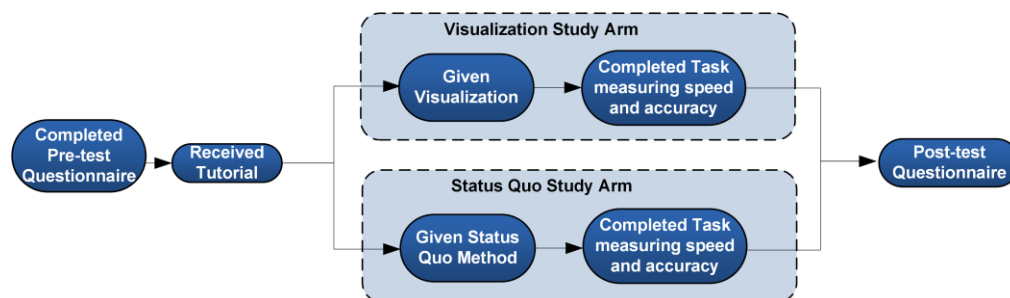 Completed
Pre-test
Questionnaire
Received
Tutorial
Visualization Study Arm
Given
Visualization
Completed Task
measuring speed
and accuracy
Status Quo Study Arm
Given Status
Quo Method
Completed Task
measuring speed
and accuracy
Post-test
Questionnaire